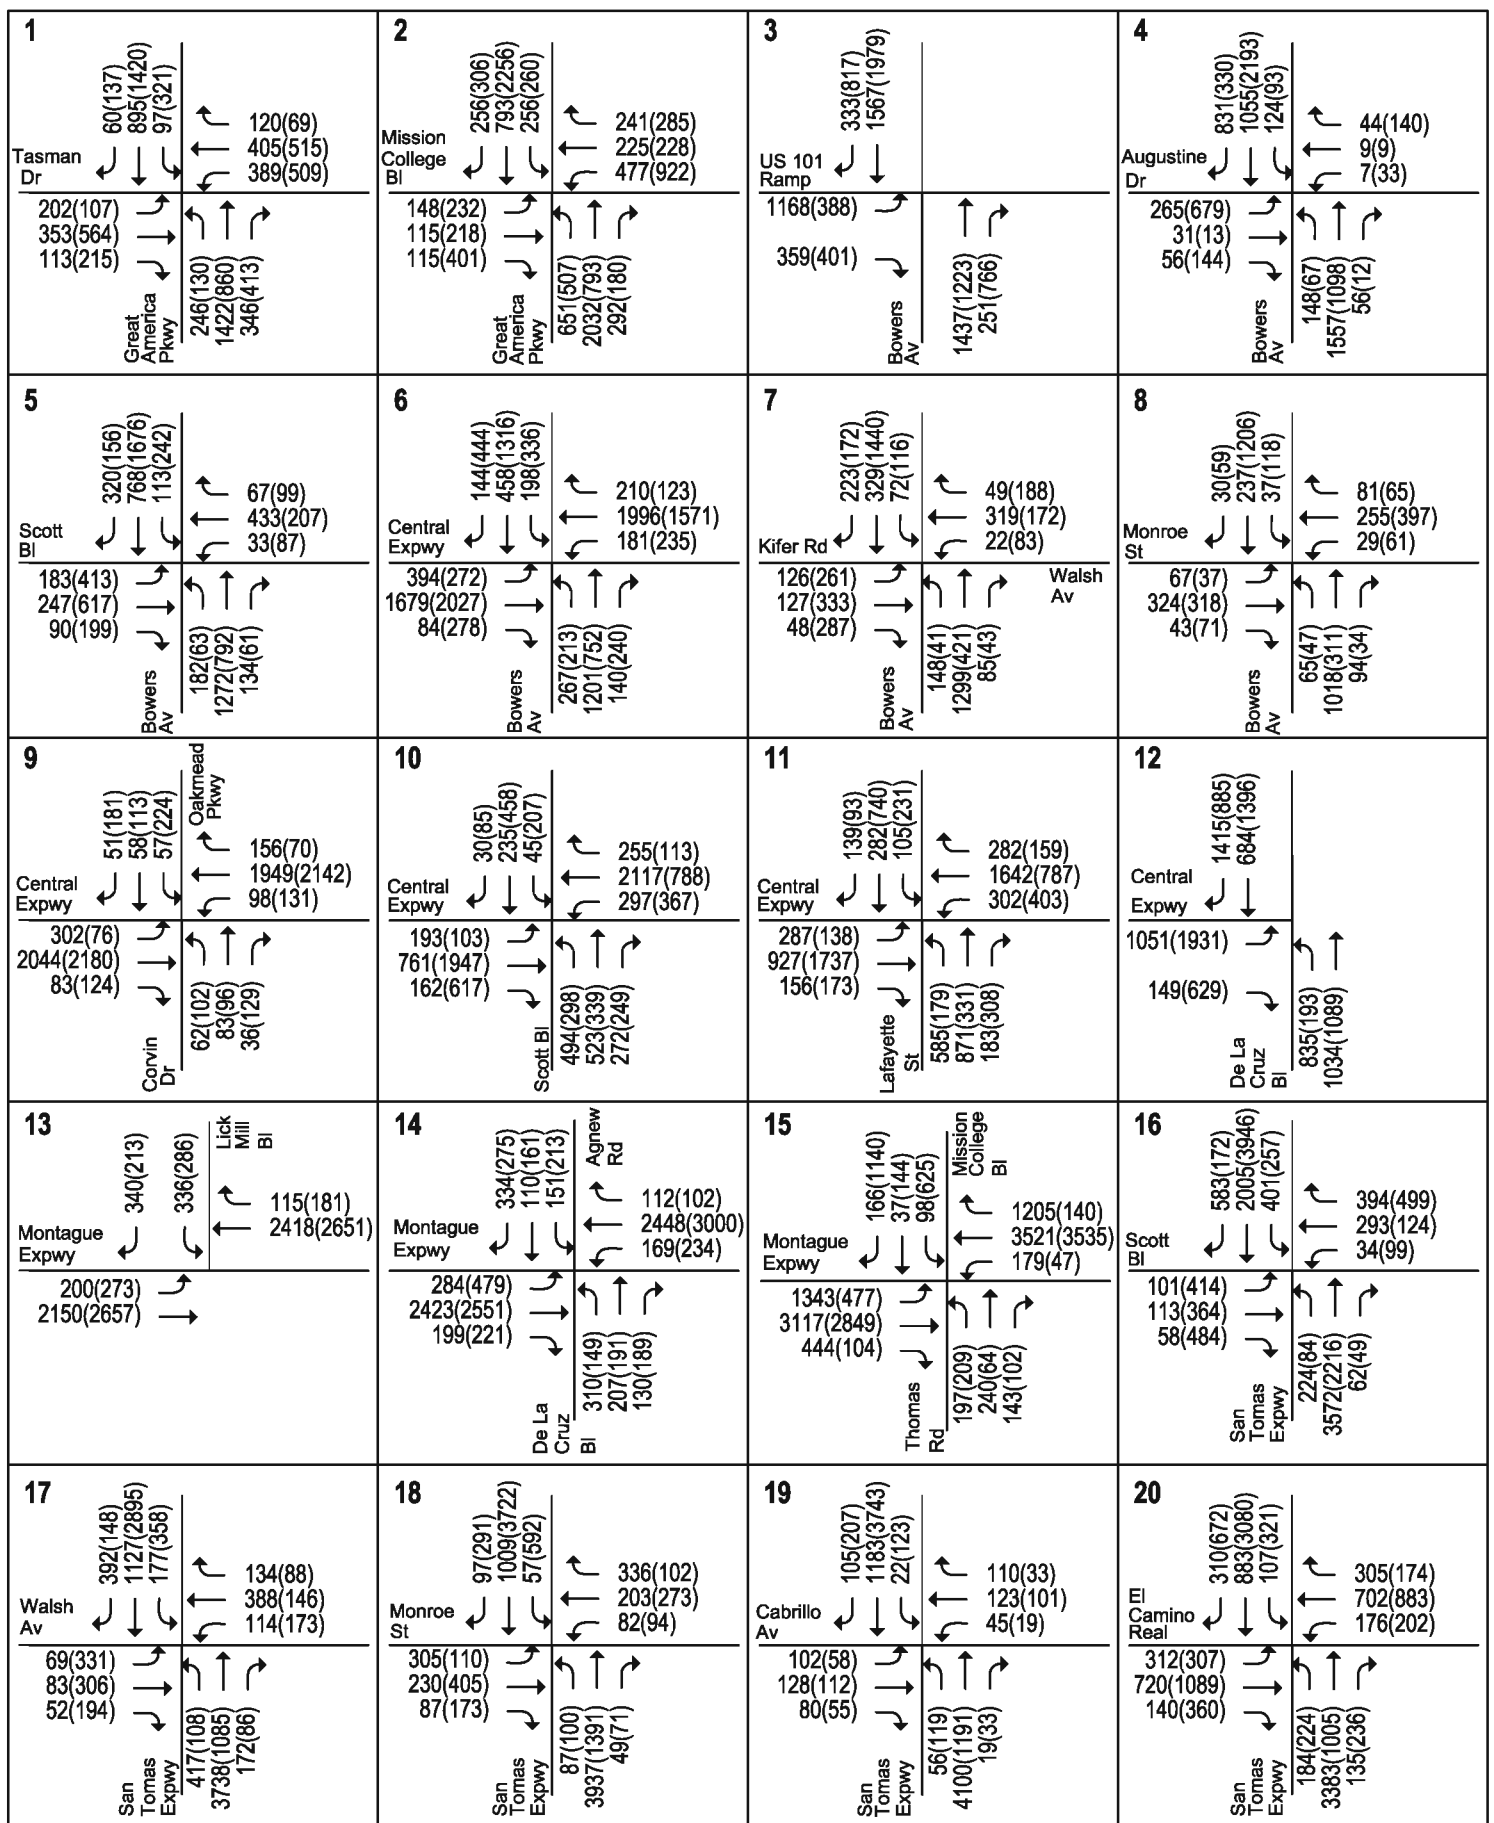 1
60(137)
895(1420)
97(321)
120(69)
405(515)
389(509)
Tasman
Dr
202(107)
353(564)
113(215)
Great
America
Pkwy
246(130)
1422(860)
346(413)
2
256(306)
793(2256)
256(260)
241(285)
225(228)
477(922)
Mission
College
Bl
148(232)
115(218)
115(401)
Great
America
Pkwy
651(507)
2032(793)
292(180)
3
333(817)
1567(1979)
US 101
Ramp
1168(388)
359(401)
Bowers
Av
1437(1223)
251(766)
4
831(330)
1055(2193)
124(93)
44(140)
9(9)
7(33)
Augustine
Dr
265(679)
31(13)
56(144)
Bowers
Av
148(67)
1557(1098)
56(12)
5
320(156)
768(1676)
113(242)
67(99)
433(207)
33(87)
Scott
Bl
183(413)
247(617)
90(199)
Bowers
Av
182(63)
1272(792)
134(61)
6
144(444)
458(1316)
198(336)
210(123)
1996(1571)
181(235)
Central
Expwy
394(272)
1679(2027)
84(278)
Bowers
Av
267(213)
1201(752)
140(240)
7
223(172)
329(1440)
72(116)
49(188)
319(172)
22(83)
Kifer Rd
Walsh
Av
126(261)
127(333)
48(287)
Bowers
Av
148(41)
1299(421)
85(43)
8
30(59)
237(1206)
37(118)
81(65)
255(397)
29(61)
Monroe
St
67(37)
324(318)
43(71)
Bowers
Av
65(47)
1018(311)
94(34)
9
51(181)
58(113)
57(224)
Oakmead
Pkwy
156(70)
1949(2142)
98(131)
Central
Expwy
302(76)
2044(2180)
83(124)
Corvin
Dr
62(102)
83(96)
36(129)
10
30(85)
235(458)
45(207)
255(113)
2117(788)
297(367)
Central
Expwy
193(103)
761(1947)
162(617)
Scott Bl
494(298)
523(339)
272(249)
11
139(93)
282(740)
105(231)
282(159)
1642(787)
302(403)
Central
Expwy
287(138)
927(1737)
156(173)
Lafayette
St
585(179)
871(331)
183(308)
12
1415(885)
684(1396)
Central
Expwy
1051(1931)
149(629)
De La
Cruz
Bl
835(193)
1034(1089)
13
340(213)
336(286)
Lick
Mill
Bl
115(181)
2418(2651)
Montague
Expwy
200(273)
2150(2657)
14
334(275)
110(161)
151(213)
Agnew
Rd
112(102)
2448(3000)
169(234)
Montague
Expwy
284(479)
2423(2551)
199(221)
De La
Cruz
Bl
310(149)
207(191)
130(189)
15
166(1140)
37(144)
98(625)
Mission
College
Bl
1205(140)
3521(3535)
179(47)
Montague
Expwy
1343(477)
3117(2849)
444(104)
Thomas
Rd
197(209)
240(64)
143(102)
16
583(172)
2005(3946)
401(257)
394(499)
293(124)
34(99)
Scott
Bl
101(414)
113(364)
58(484)
San
Tomas
Expwy
224(84)
3572(2216)
62(49)
17
392(148)
1127(2895)
177(358)
134(88)
388(146)
114(173)
Walsh
Av
69(331)
83(306)
52(194)
San
Tomas
Expwy
417(108)
3738(1085)
172(86)
18
97(291)
1009(3722)
57(592)
336(102)
203(273)
82(94)
Monroe
St
305(110)
230(405)
87(173)
San
Tomas
Expwy
87(100)
3937(1391)
49(71)
19
105(207)
1183(3743)
22(123)
110(33)
123(101)
45(19)
Cabrillo
Av
102(58)
128(112)
80(55)
San
Tomas
Expwy
56(119)
4100(1191)
19(33)
20
310(672)
883(3080)
107(321)
305(174)
702(883)
176(202)
El
Camino
Real
312(307)
720(1089)
140(360)
San
Tomas
Expwy
184(224)
3383(1005)
135(236)